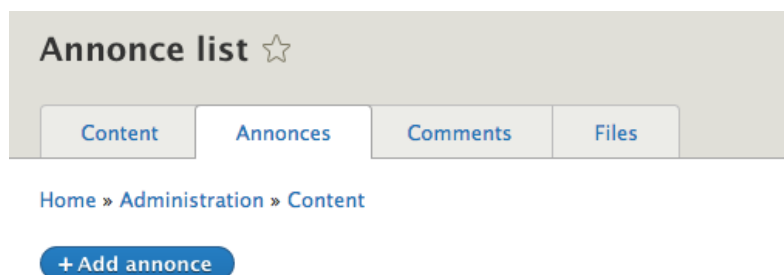 Annonce list
Content Annonces Comments Files
Home » Administration » Content
+ Add annonce